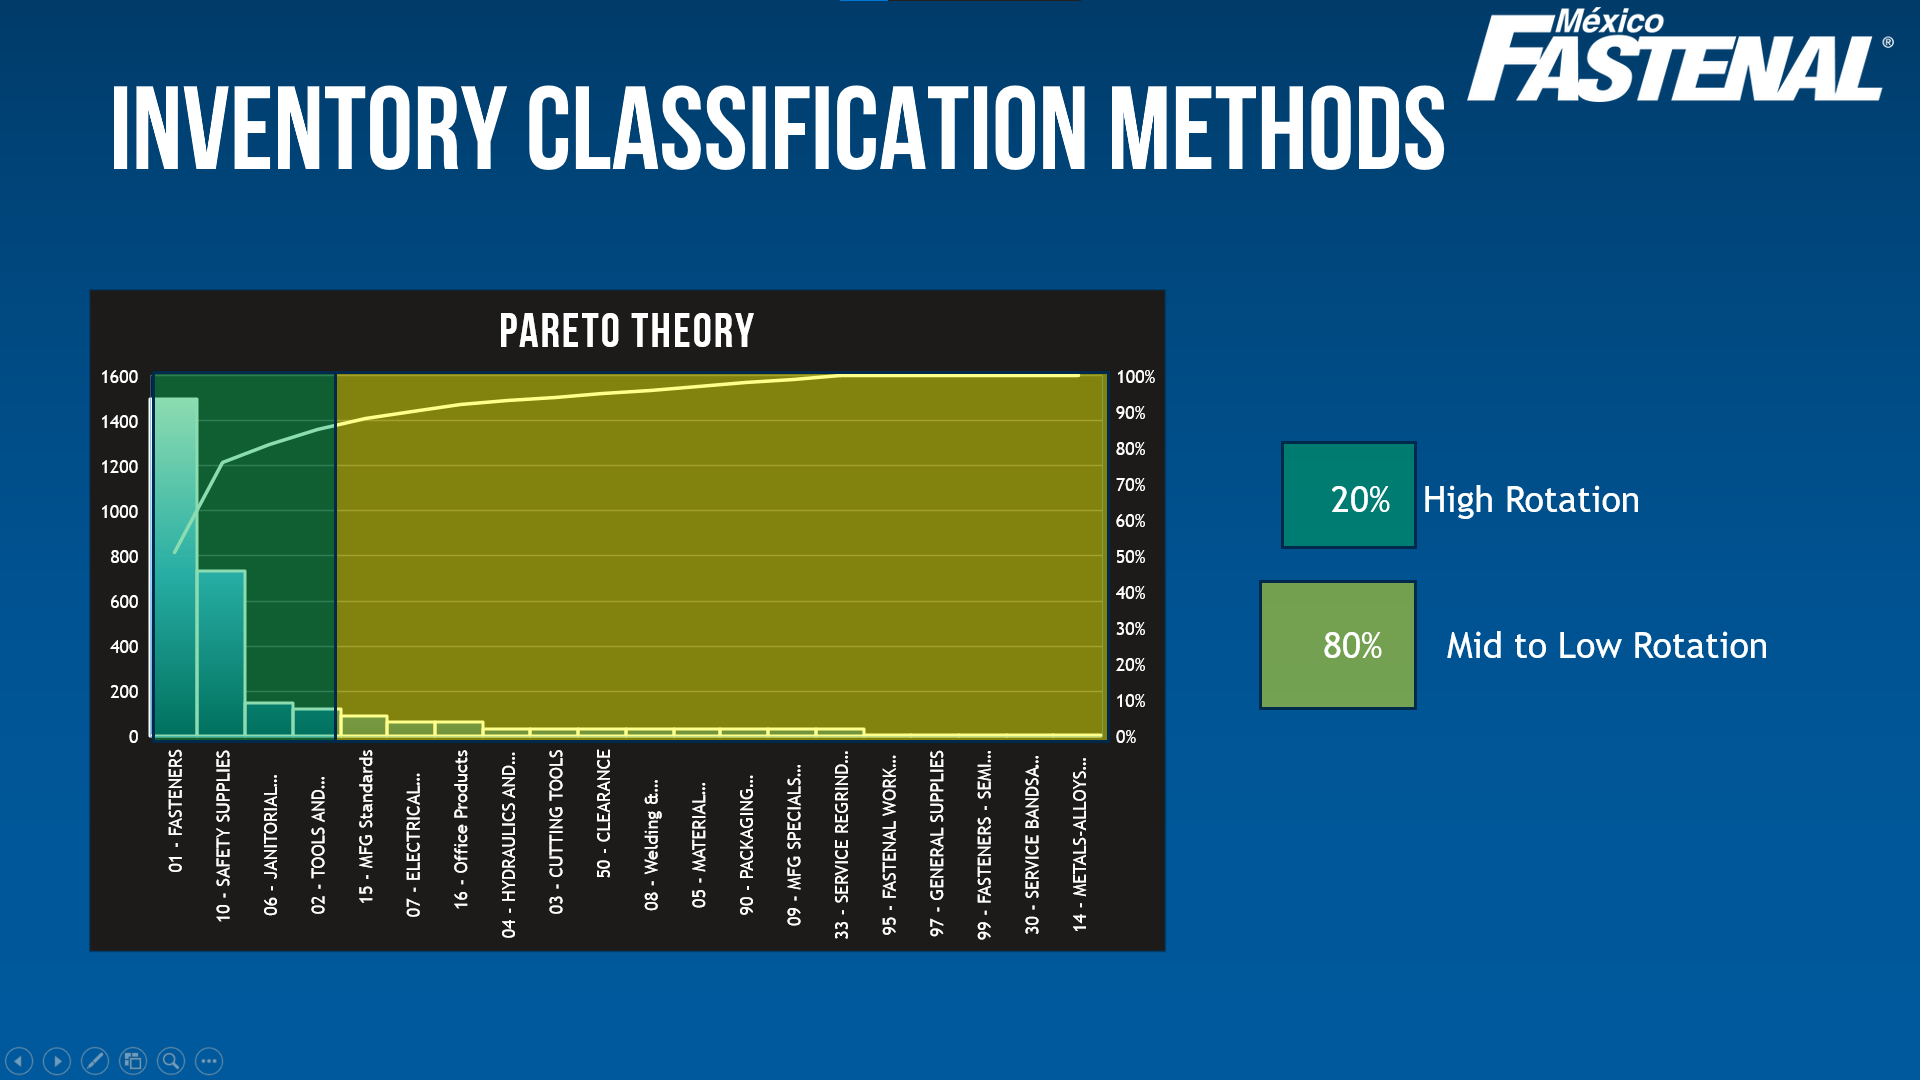 México
FASTENAL®
INVENTORY CLASSIFICATION METHODS
PARETO THEORY
1600
1400
1200
1000
800
600
400
200
0
100%
90%
80%
70%
60%
50%
40%
30%
20%
10%
0%
01 - FASTENERS
10 - SAFETY SUPPLIES
06 - JANITORIAL...
02 - TOOLS AND...
15 - MFG Standards
07 - ELECTRICAL...
16 - Office Products
04 - HYDRAULICS AND...
03 - CUTTING TOOLS
50 - CLEARANCE
08 - Welding &...
05 - MATERIAL...
90 - PACKAGING...
09 - MFG SPECIALS...
33 - SERVICE REGRIND...
95 - FASTENAL WORK...
97 - GENERAL SUPPLIES
99 - FASTENERS - SEMI...
30 - SERVICE BANDSA...
14 - METALS-ALLOYS...
20% High Rotation
80% Mid to Low Rotation